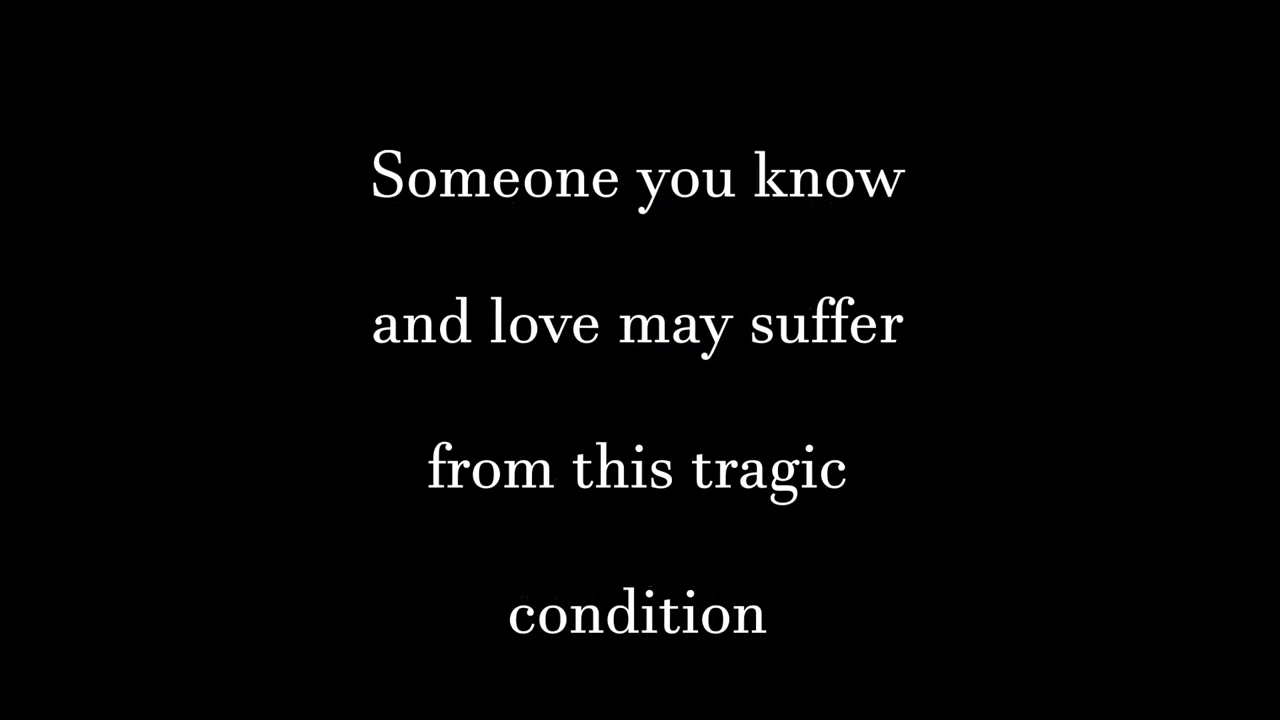 Someone you know
and love may suffer
from this tragic
condition